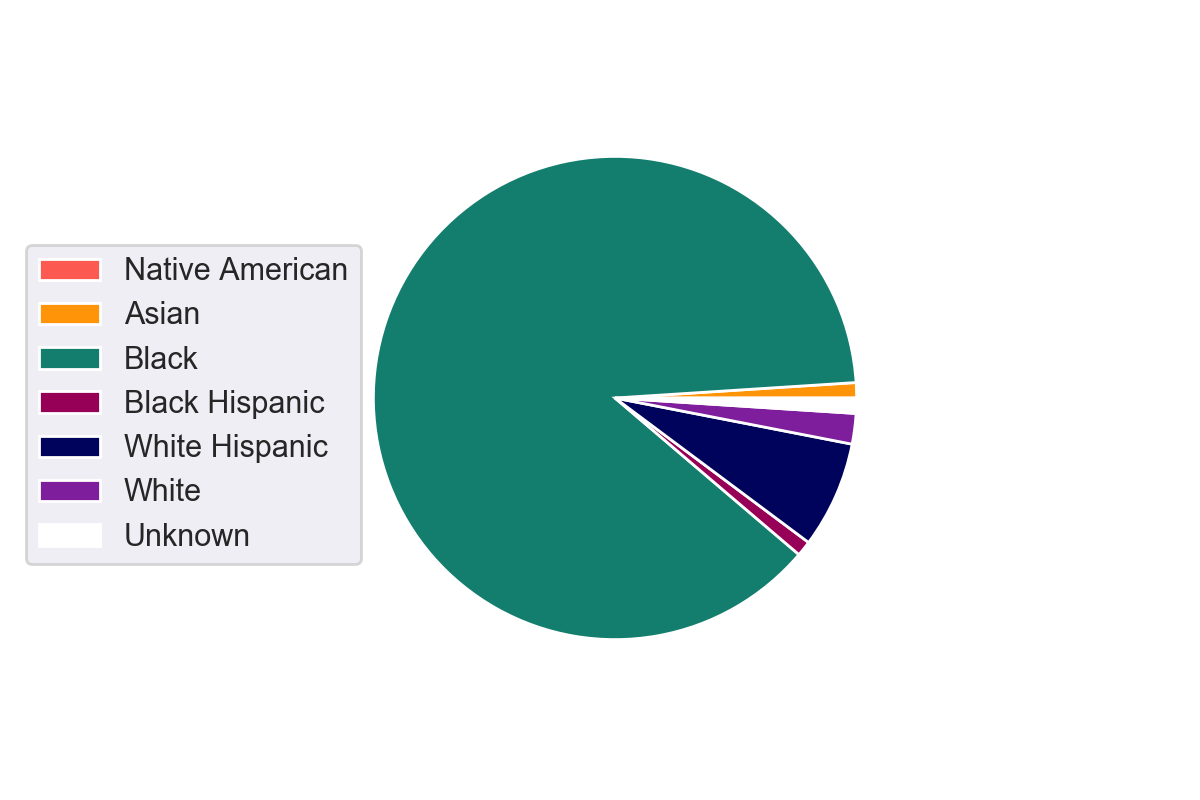 Native American
Asian
Black
Black Hispanic
White Hispanic
White
Unknown